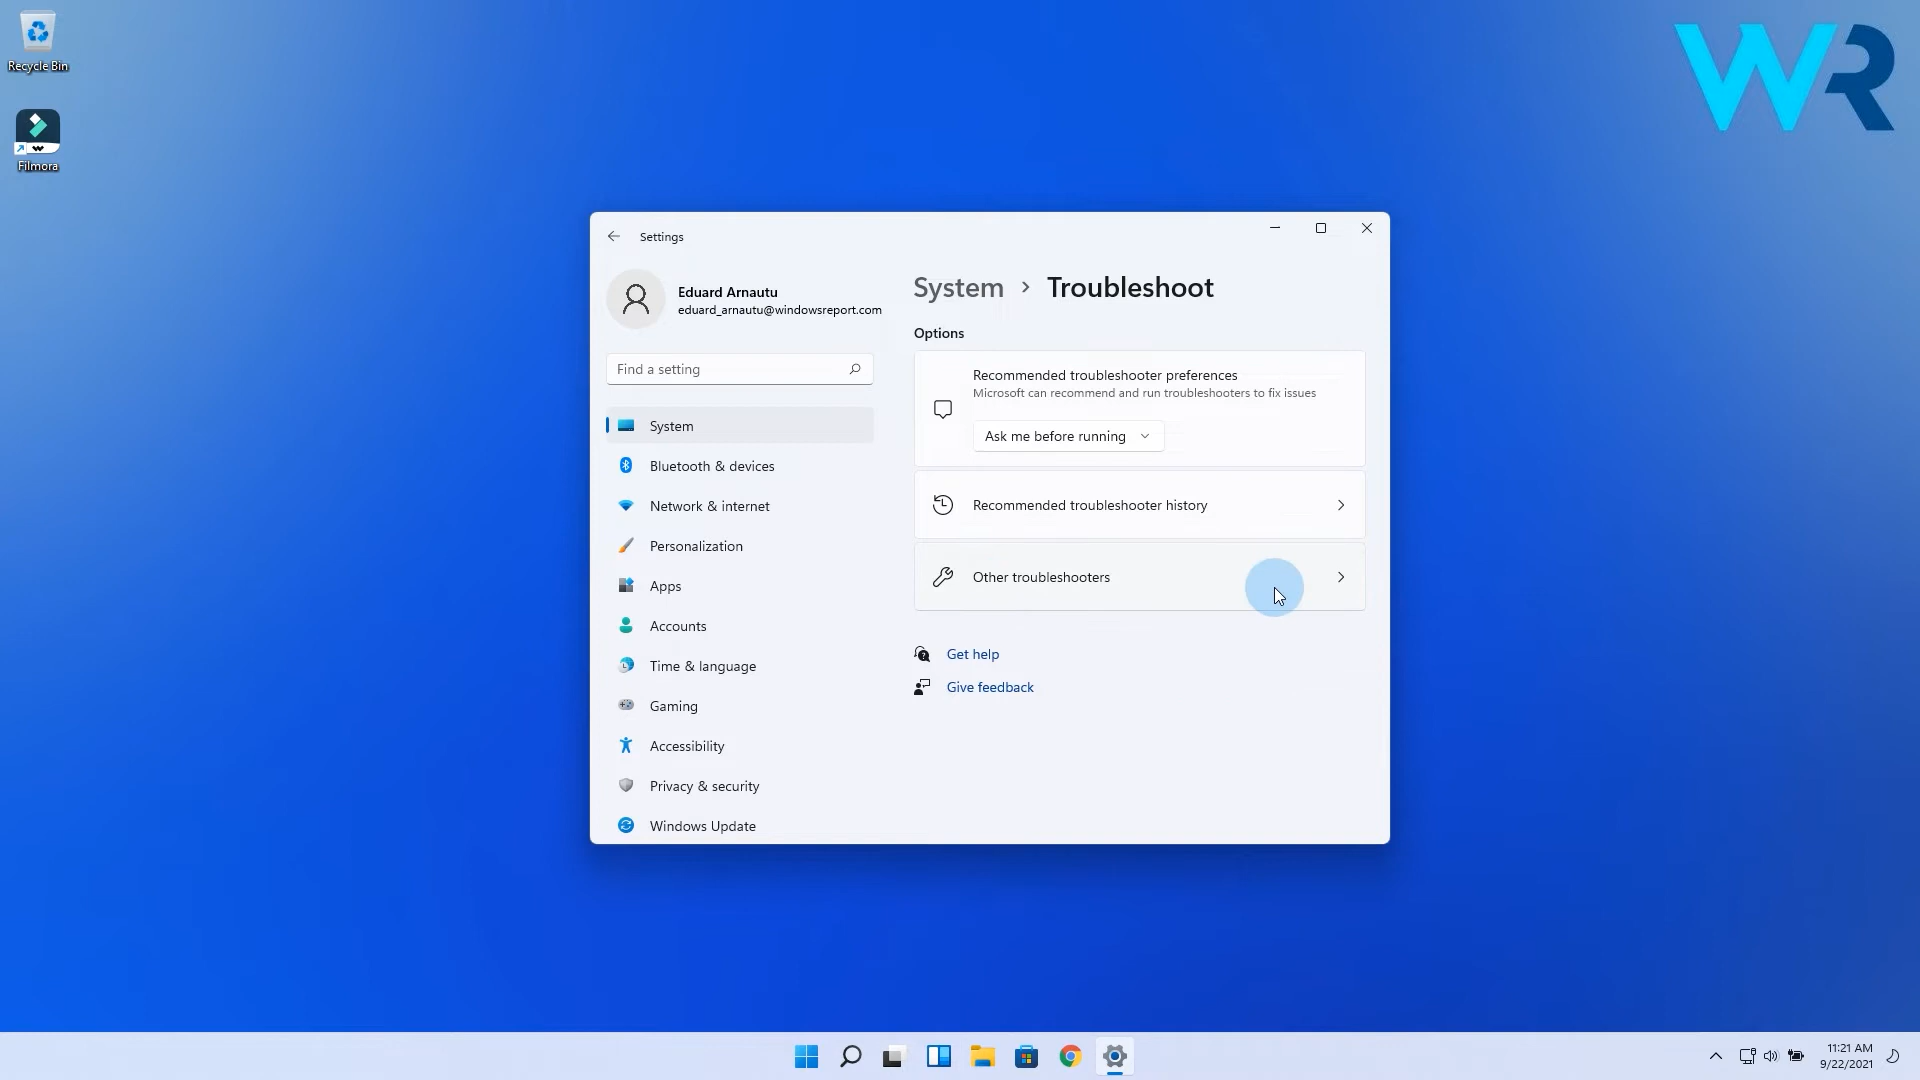 Recycle Bin
Filmora
WR
Settings
Eduard Arnautu
eduard_arnautu@windowsreport.com
Find a setting
System
Bluetooth & devices
Network & internet
Personalization
Apps
Accounts
Time & language
Gaming
Accessibility
Privacy & security
Windows Update
System > Troubleshoot
Options
Recommended troubleshooter preferences
Microsoft can recommend and run troubleshooters to fix issues
Ask me before running
Recommended troubleshooter history
Other troubleshooters
Get help
Give feedback
11:21 AM
9/22/2021